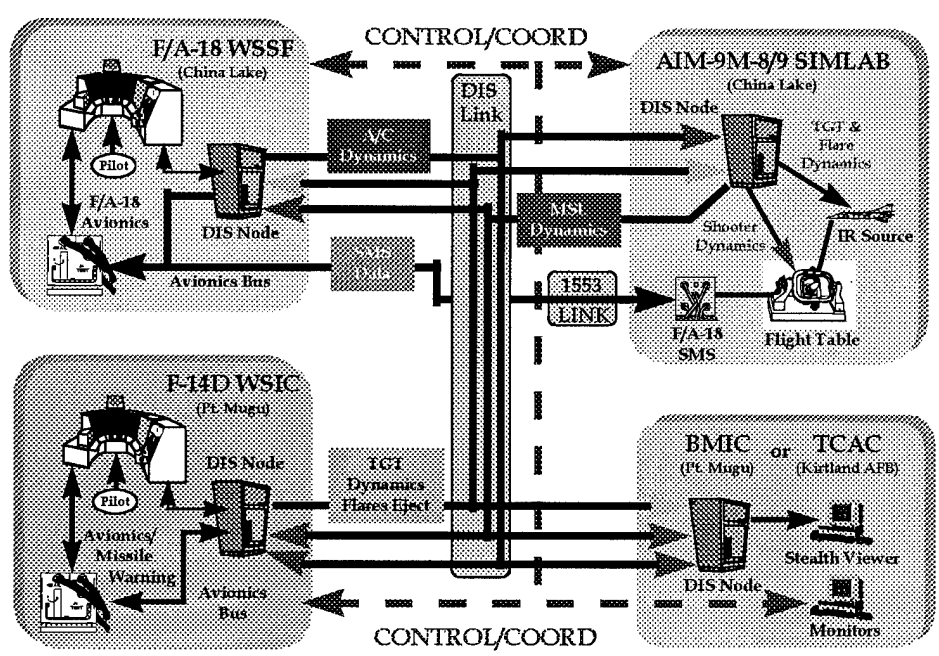 F/A-18 WSSF
(China Lake)
Pilot
F/A-18
Avionics
DIS Node
Avionics Bus
CONTROL/COORD
A/C
Dynamics
DIS
Link
MSL
Dynamics
SMS
Data
1553
LINK
AIM-9M-8/9 SIMLAB
(China Lake)
DIS Node
TGT &
Flare
Dynamics
Shooter
Dynamics
IR Source
F/A-18
SMS
Flight Table
F-14D WSIC
(Pt. Mugu)
DIS Node
Pilot
Avionics/
Missile
Warning
Avionics
Bus
TGT
Dynamics
Flares Eject
BMIC or TCAC
(Pt. Mugu) (Kirtland AFB)
DIS Node
Stealth Viewer
Monitors
CONTROL/COORD